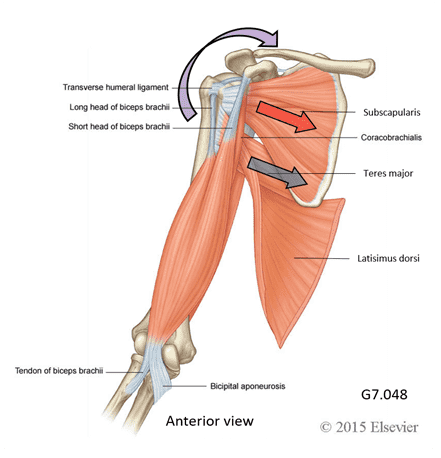 Transverse humeral ligament
Long head of biceps brachii
Short head of biceps brachii
Subscapularis
Coracobrachialis
Teres major
Latisimus dorsi
Tendon of biceps brachii
Bicipital aponeurosis
G7.048
Anterior view
© 2015 Elsevier